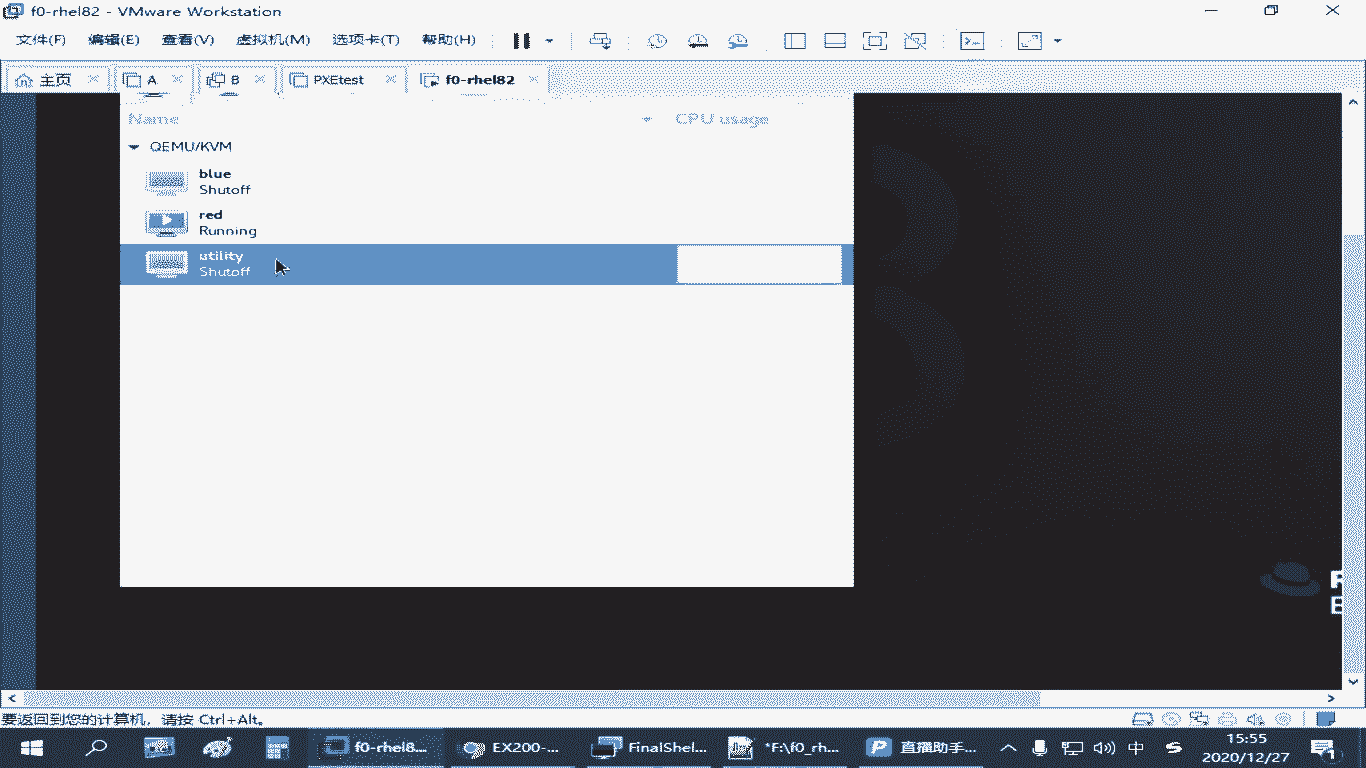 f0-rhel82 - VMware Workstation
文件(F) 编辑(E) 查看(V) 虚拟机(M) 选项卡(T) 帮助(H)
主页 A B PXEtest f0-rhel82
Name CPU usage
QEMU/KVM
blue
Shutoff
red
Running
utility
Shutoff
要返回到您的计算机，请按 Ctrl+Alt。
f0-rhel8... EX200-... FinalShel... *F:\f0_rh... 直播助手... 中 15:55
2020/12/27